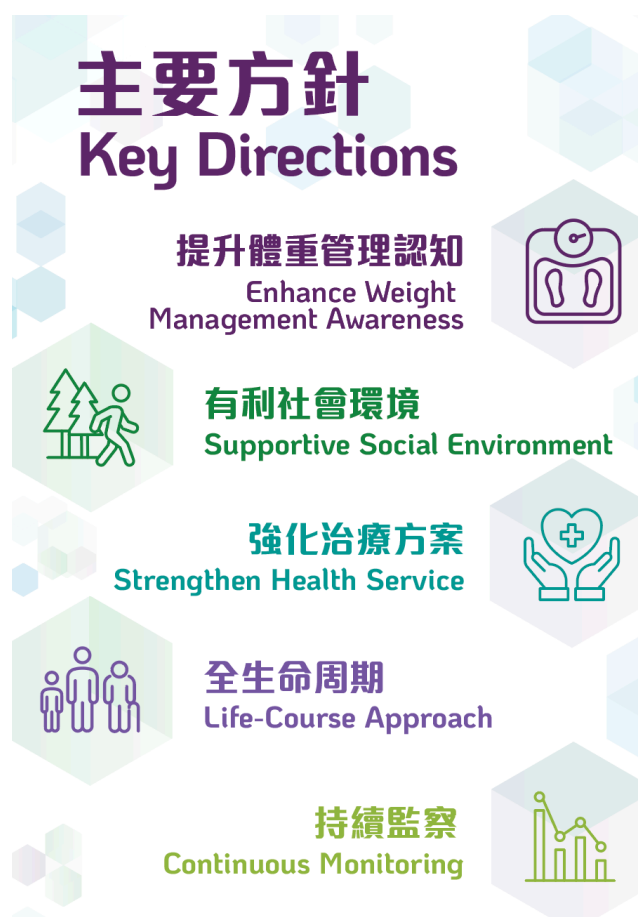 主要方針
Key Directions
提升體重管理認知
Enhance Weight
Management Awareness
有利社會環境
Supportive Social Environment
強化治療方案
Strengthen Health Service
全生命周期
Life-Course Approach
持續監察
Continuous Monitoring